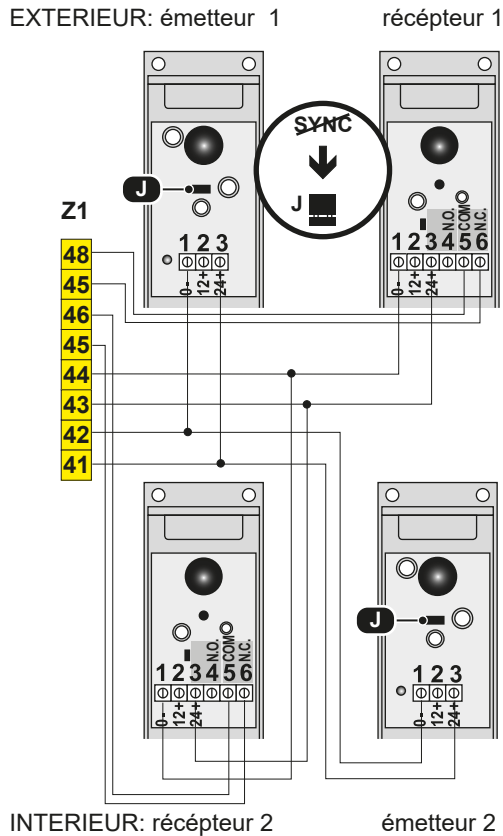 EXTERIEUR: émetteur 1
récépteur 1
SYNC
J
J
Z1
1 2 3
0-
12+
24+
1 2 3 4 5 6
0-
12+
24+
N.O.
COM
N.C.
48
45
46
45
44
43
42
41
J
1 2 3 4 5 6
0-
12+
24+
N.O.
COM
N.C.
1 2 3
0-
12+
24+
INTERIEUR: récépteur 2
émetteur 2